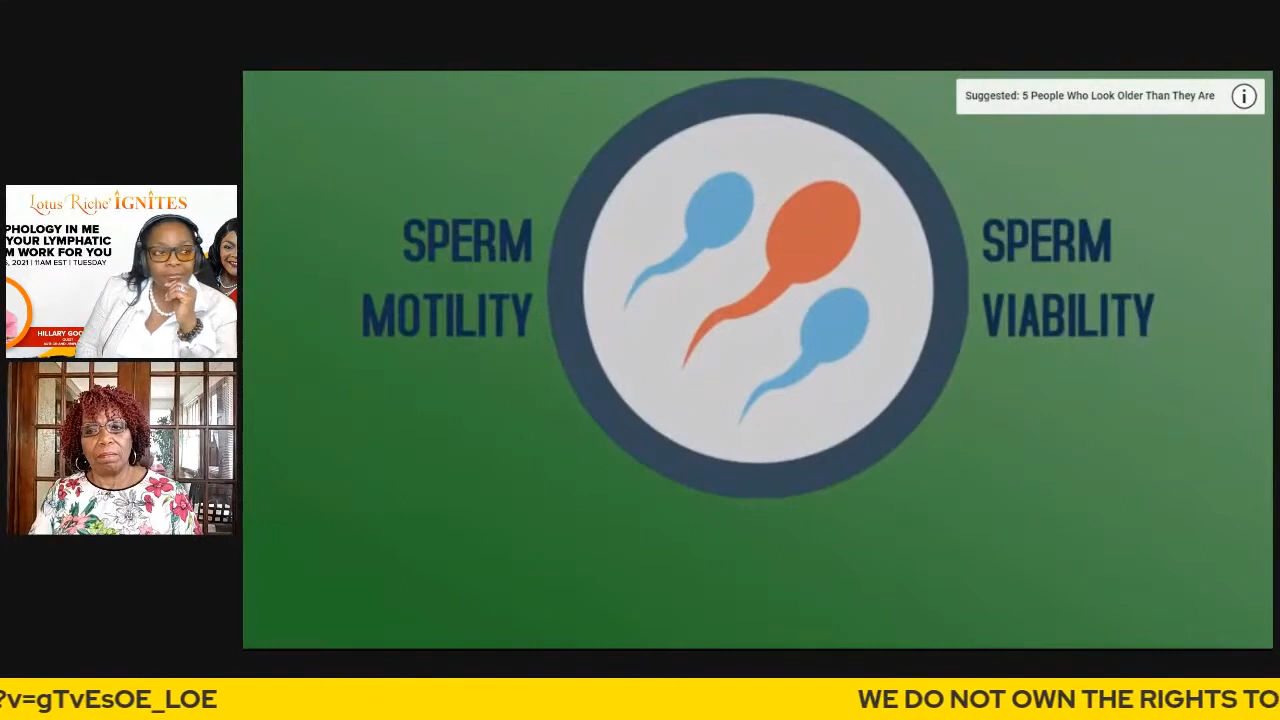 Suggested: 5 People Who Look Older Than They Are
i
SPERM
MOTILITY
SPERM
VIABILITY
Lotus Riche IGNITES
PHOLOGY IN ME
YOUR LYMPHATIC
M WORK FOR YOU
, 2021 | 11AM EST | TUESDAY
HILLARY GOO
GUEST
?v=gTvEsOE_LOE
WE DO NOT OWN THE RIGHTS TO